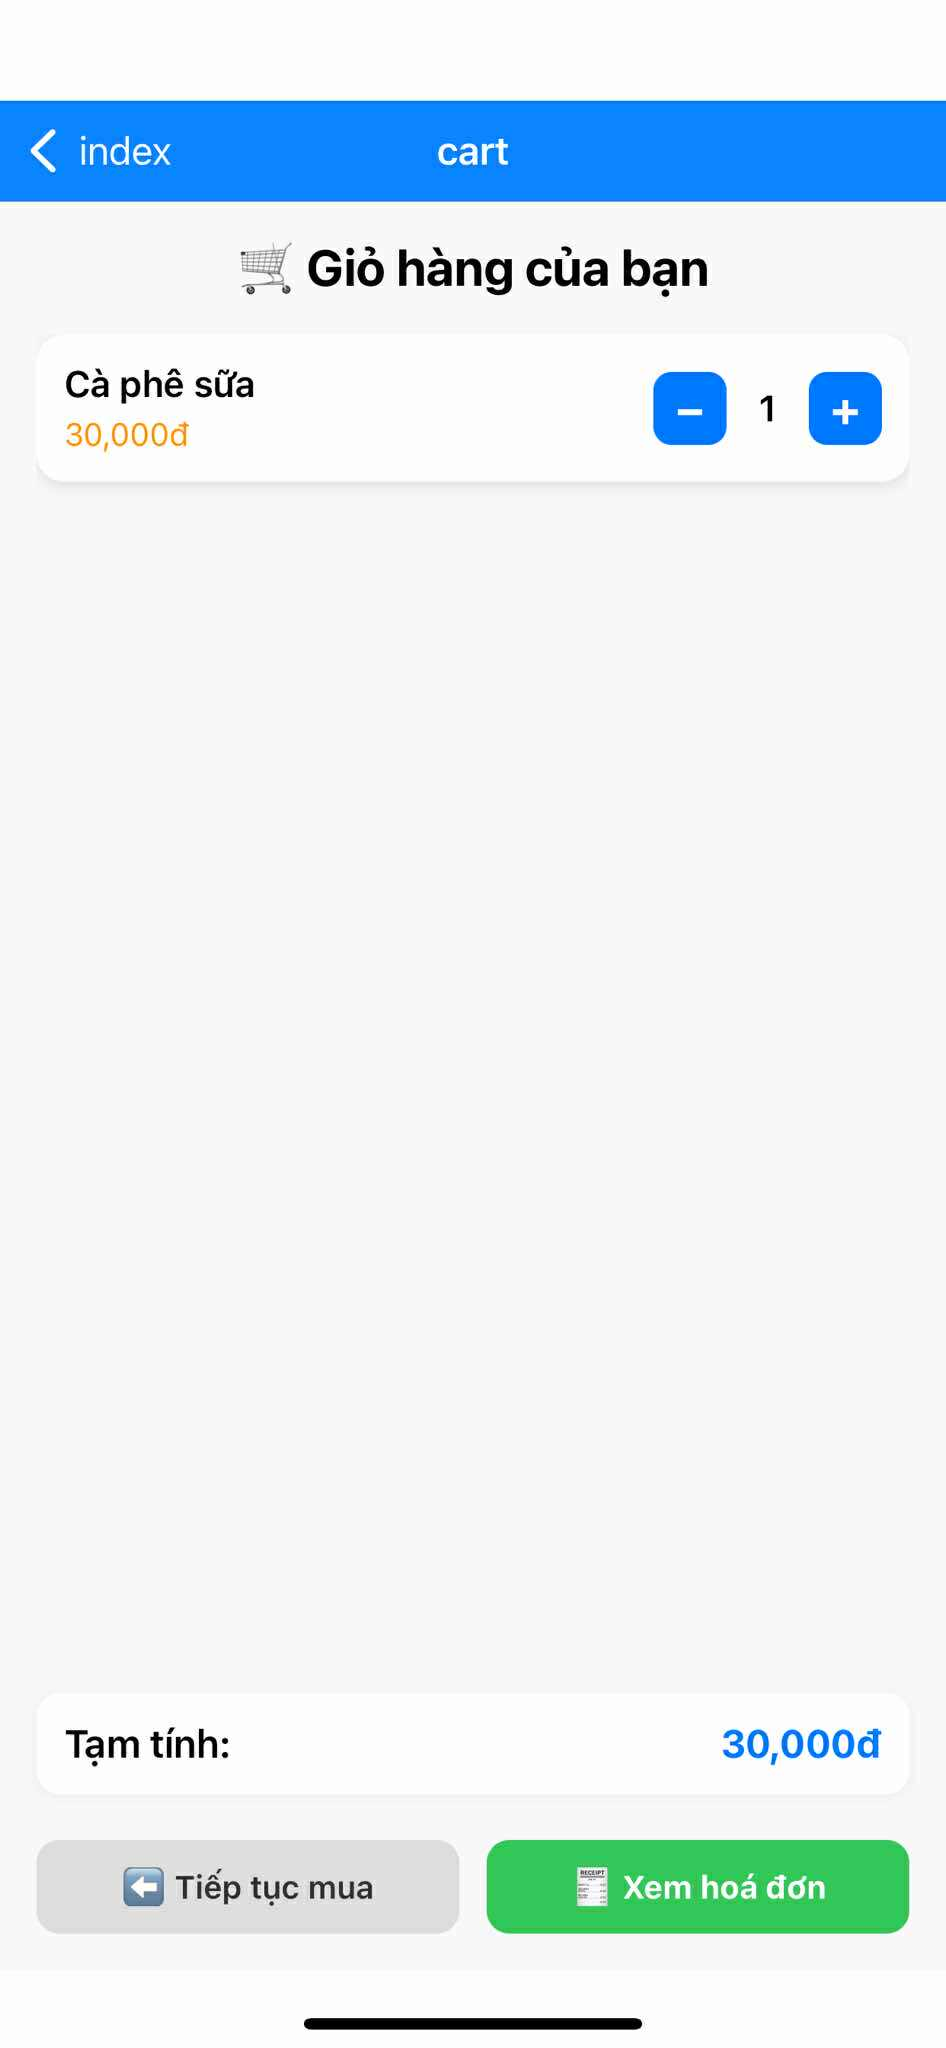 index
cart
Giỏ hàng của bạn
Cà phê sữa
30,000đ
− 1 +
Tạm tính:
30,000đ
Tiếp tục mua
RECEIPT
Xem hoá đơn